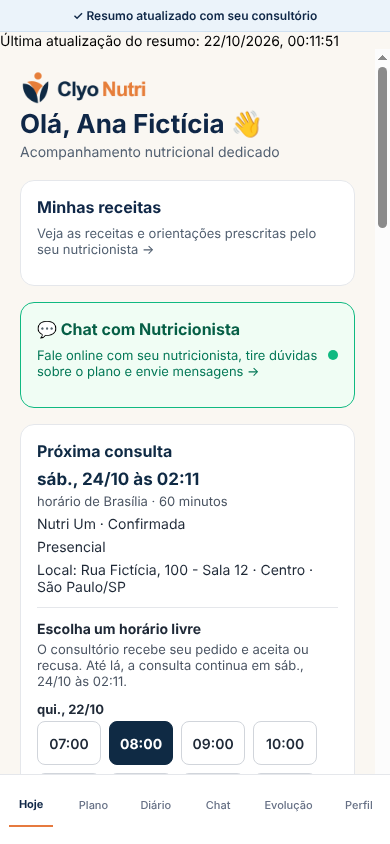 ✓ Resumo atualizado com seu consultório
Última atualização do resumo: 22/10/2026, 00:11:51
Clyo Nutri
Olá, Ana Fictícia 👋
Acompanhamento nutricional dedicado
Minhas receitas
Veja as receitas e orientações prescritas pelo
seu nutricionista →
💬 Chat com Nutricionista
Fale online com seu nutricionista, tire dúvidas
sobre o plano e envie mensagens →
Próxima consulta
sáb., 24/10 às 02:11
horário de Brasília · 60 minutos
Nutri Um · Confirmada
Presencial
Local: Rua Fictícia, 100 - Sala 12 · Centro ·
São Paulo/SP
Escolha um horário livre
O consultório recebe seu pedido e aceita ou
recusa. Até lá, a consulta continua em sáb.,
24/10 às 02:11.
qui., 22/10
07:00 08:00 09:00 10:00
Hoje Plano Diário Chat Evolução Perfil